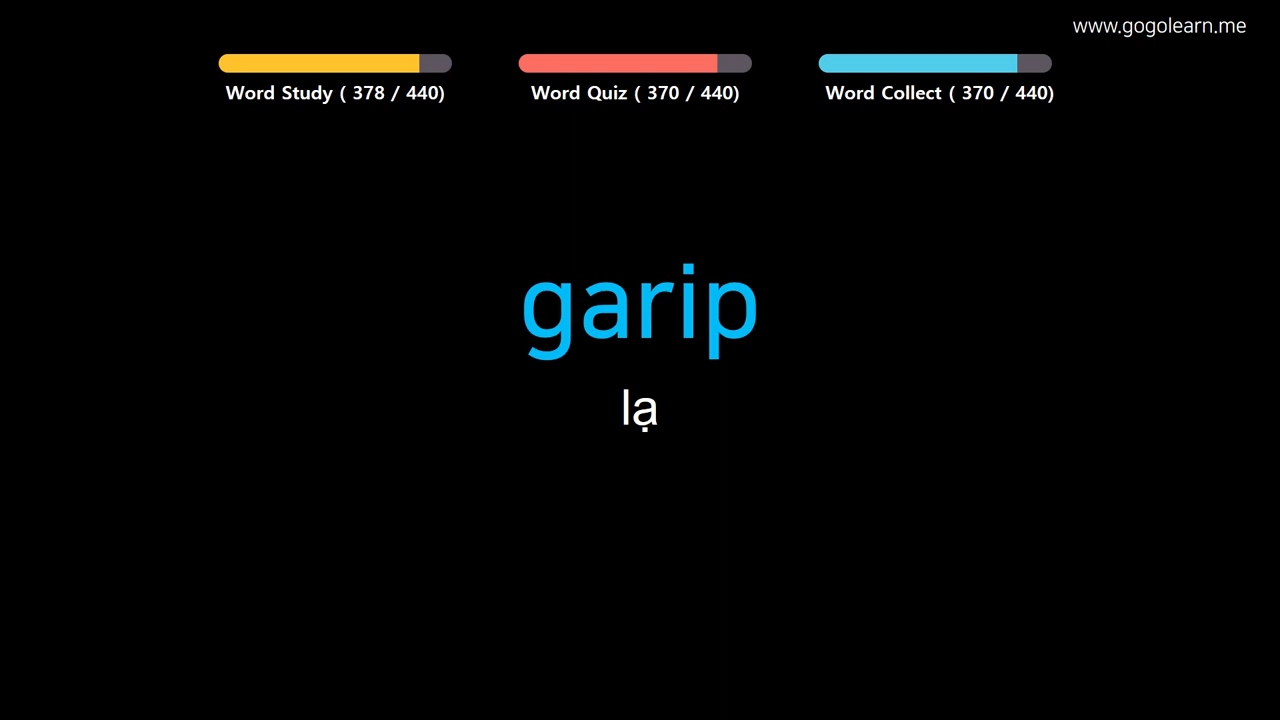 www.gogolearn.me
Word Study ( 378 / 440)
Word Quiz ( 370 / 440)
Word Collect ( 370 / 440)
garip
lạ